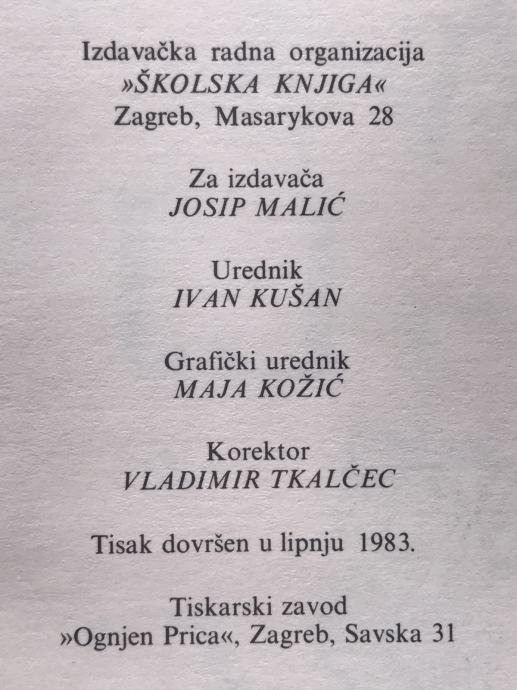 Izdavačka radna organizacija
»ŠKOLSKA KNJIGA«
Zagreb, Masarykova 28
Za izdavača
JOSIP MALIĆ
Urednik
IVAN KUŠAN
Grafički urednik
MAJA KOŽIĆ
Korektor
VLADIMIR TKALČEC
Tisak dovršen u lipnju 1983.
Tiskarski zavod
»Ognjen Prica«, Zagreb, Savska 31